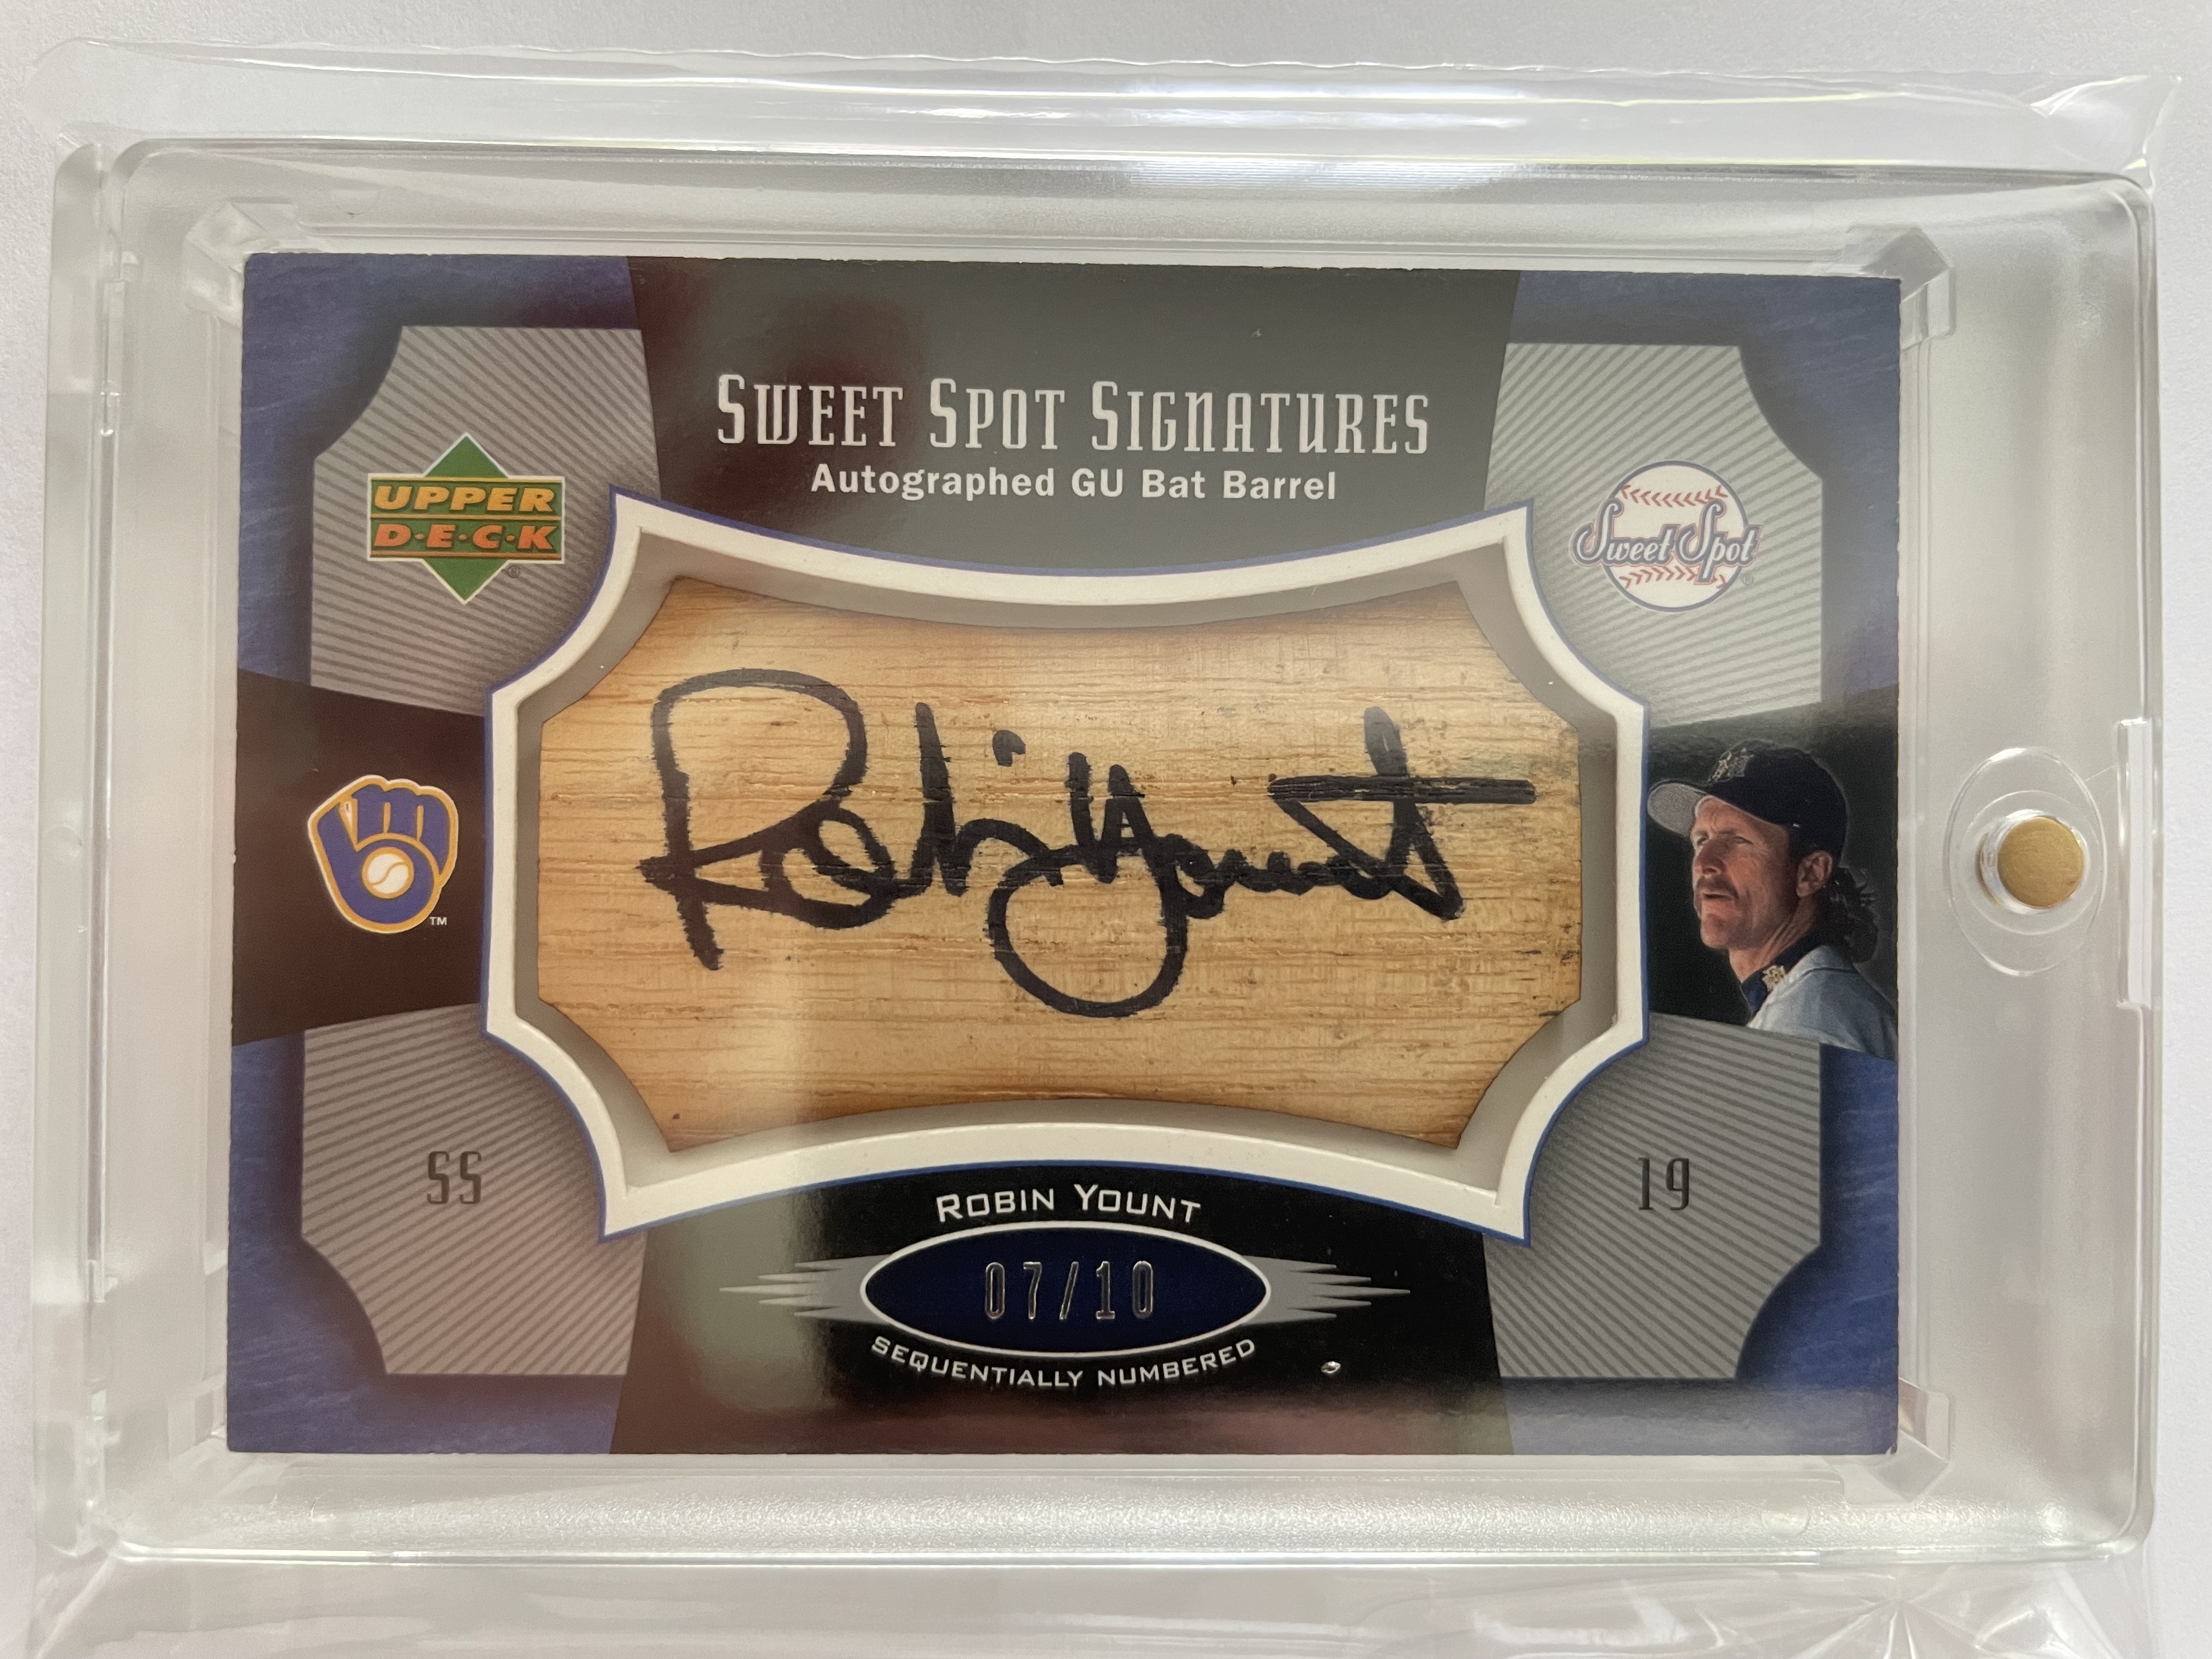 SWEET SPOT SIGNATURES
Autographed GU Bat Barrel
UPPER
D·E·C·K
®
Sweet Spot
®
Robin Yount
TM
SS
19
ROBIN YOUNT
07/10
SEQUENTIALLY NUMBERED